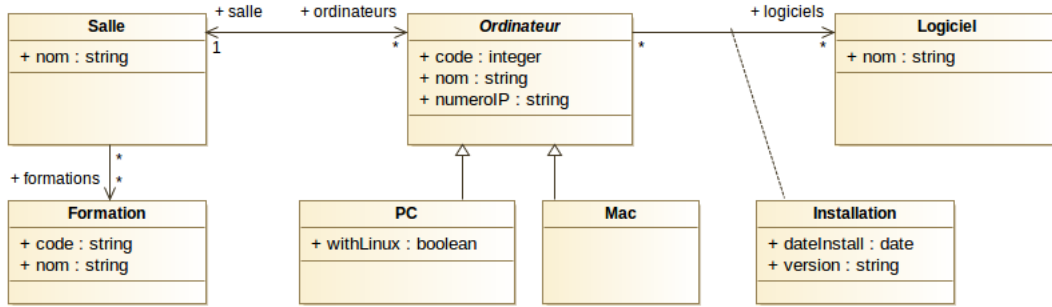 Salle
+ nom : string
+ salle
1
+ ordinateurs
*
Ordinateur
+ code : integer
+ nom : string
+ numeroIP : string
*
+ logiciels
*
Logiciel
+ nom : string
*
+ formations
*
Formation
+ code : string
+ nom : string
PC
+ withLinux : boolean
Mac
Installation
+ dateInstall : date
+ version : string